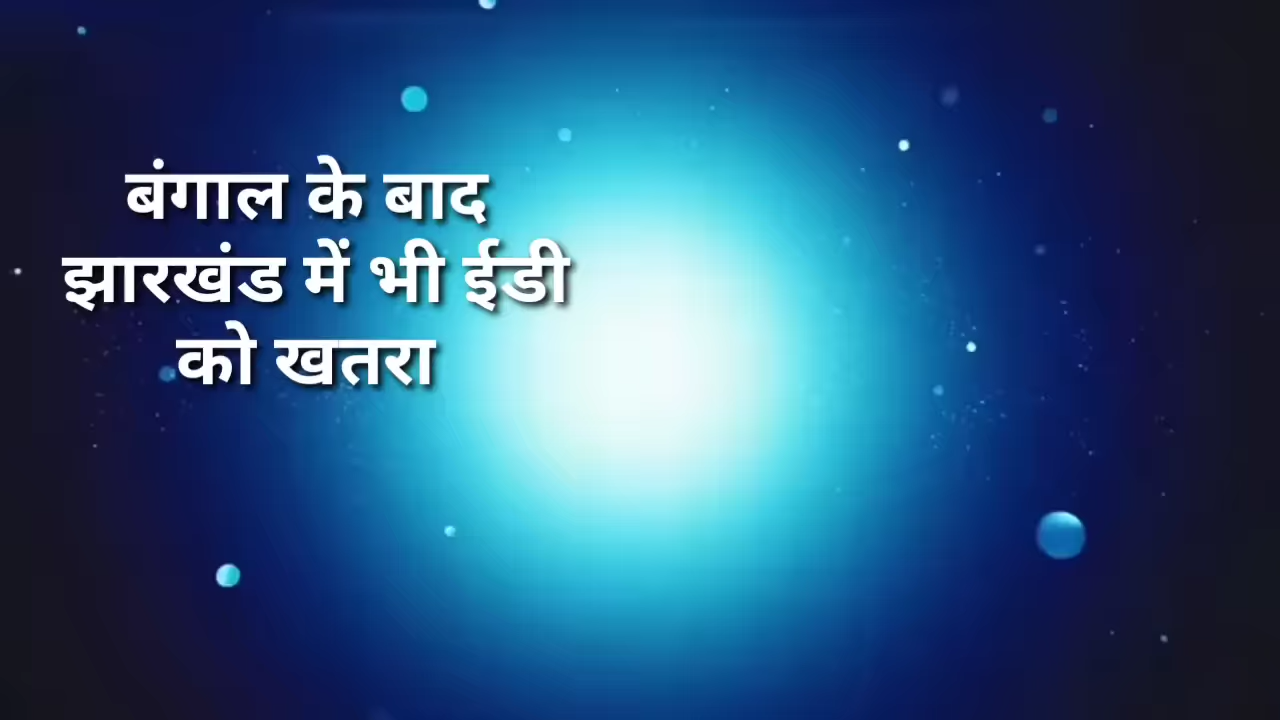 बंगाल के बाद
झारखंड में भी ईडी
को खतरा